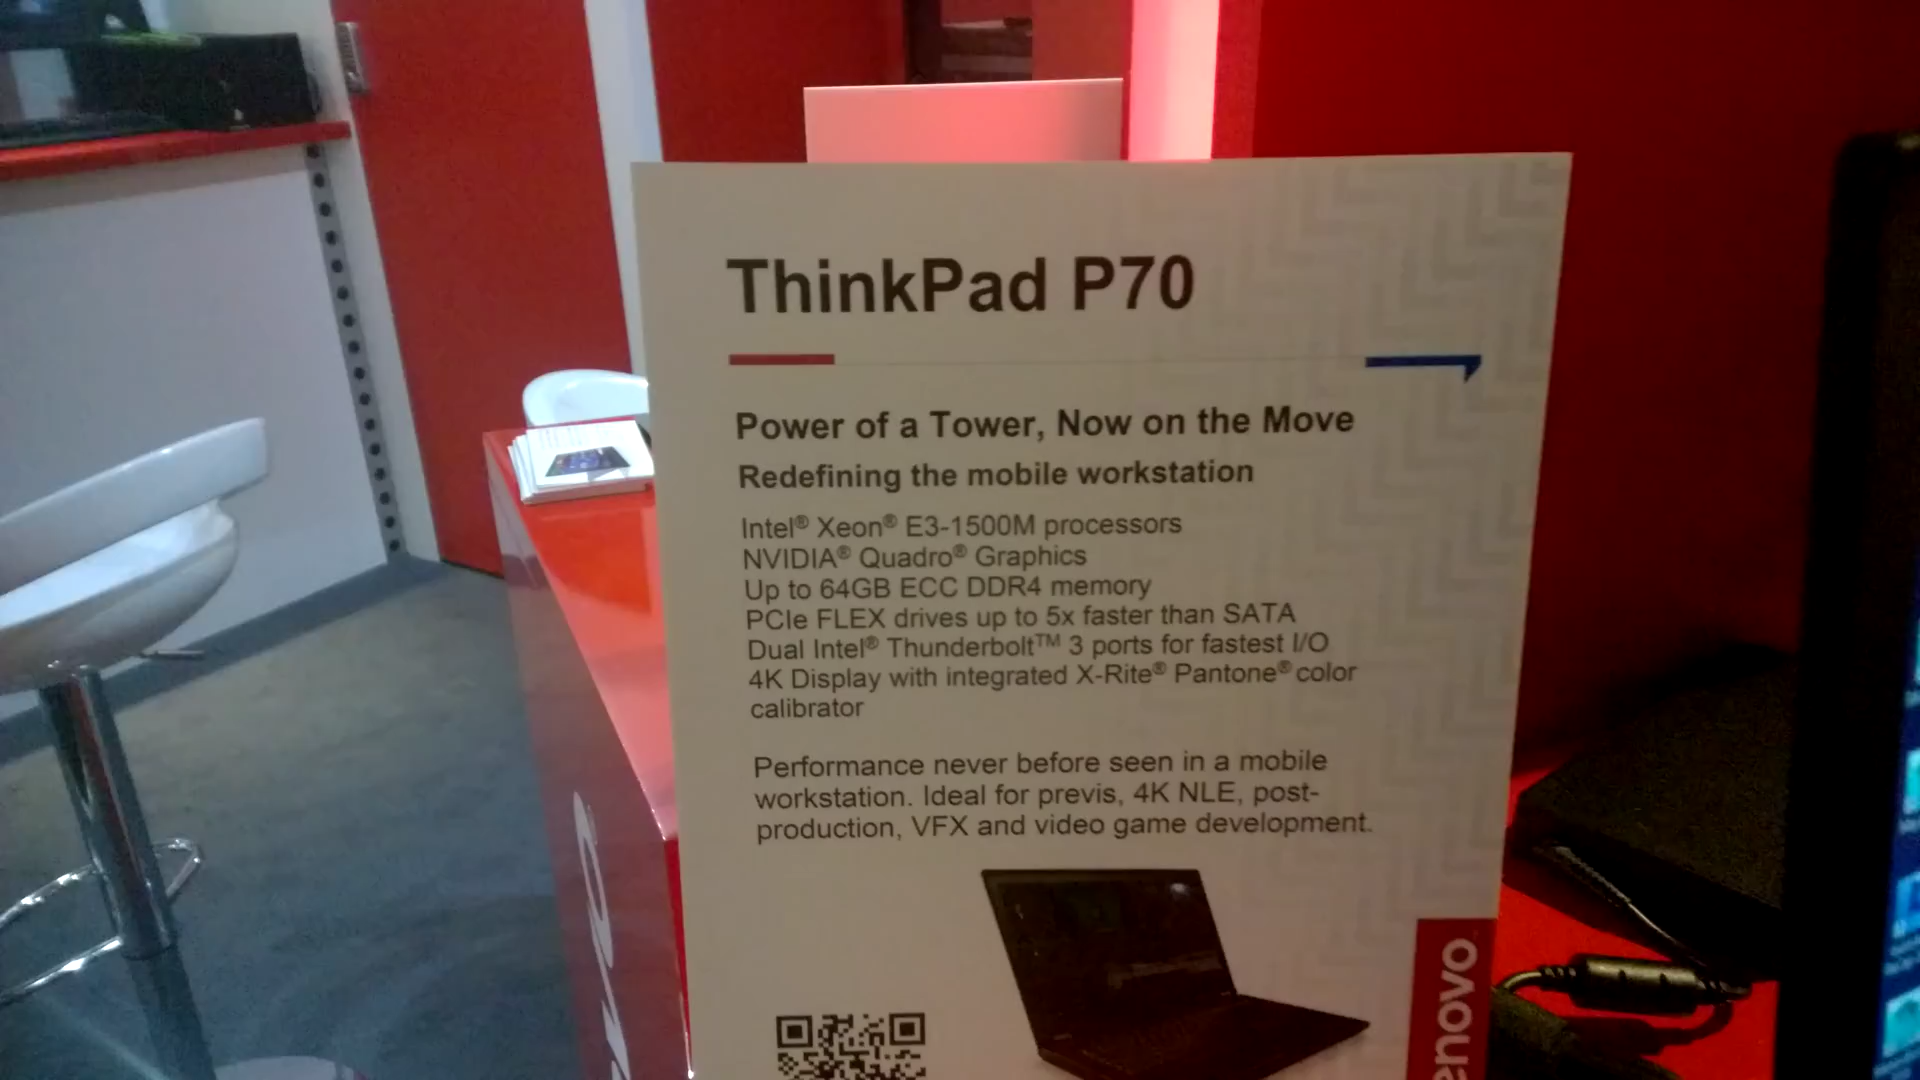 ThinkPad P70
Power of a Tower, Now on the Move
Redefining the mobile workstation
Intel® Xeon® E3-1500M processors
NVIDIA® Quadro® Graphics
Up to 64GB ECC DDR4 memory
PCIe FLEX drives up to 5x faster than SATA
Dual Intel® Thunderbolt™ 3 ports for fastest I/O
4K Display with integrated X-Rite® Pantone® color
calibrator
Performance never before seen in a mobile
workstation. Ideal for previs, 4K NLE, post-
production, VFX and video game development.
enovo